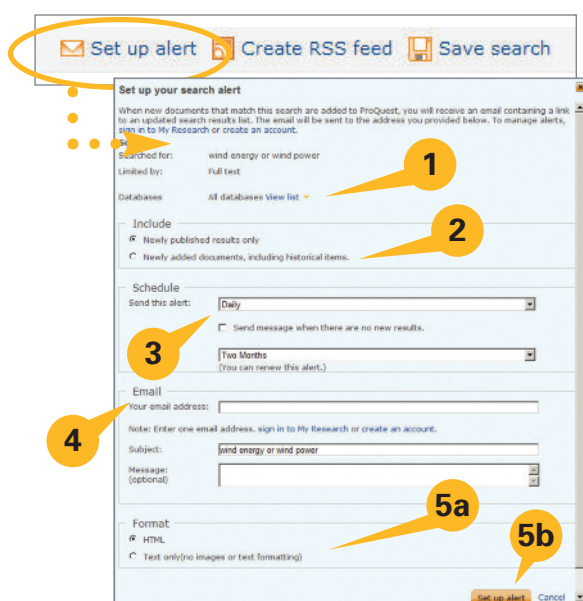 Set up alert Create RSS feed Save search
Set up your search alert
When new documents that match this search are added to ProQuest, you will receive an email containing a link
to an updated search results list. The email will be sent to the address you provided below. To manage alerts,
sign in to My Research or create an account.
Searched for: wind energy or wind power
1
Limited by: Full text
Databases All databases View list
Include
2
Newly published results only
Newly added documents, including historical items.
Schedule
Send this alert: Daily
Send message when there are no new results.
3
Two Months
(You can renew this alert.)
Email
Your email address:
4
Note: Enter one email address. sign in to My Research or create an account.
Subject: wind energy or wind power
Message:
(optional)
5a
Format
HTML
5b
Text only(no images or text formatting)
Set up alert Cancel